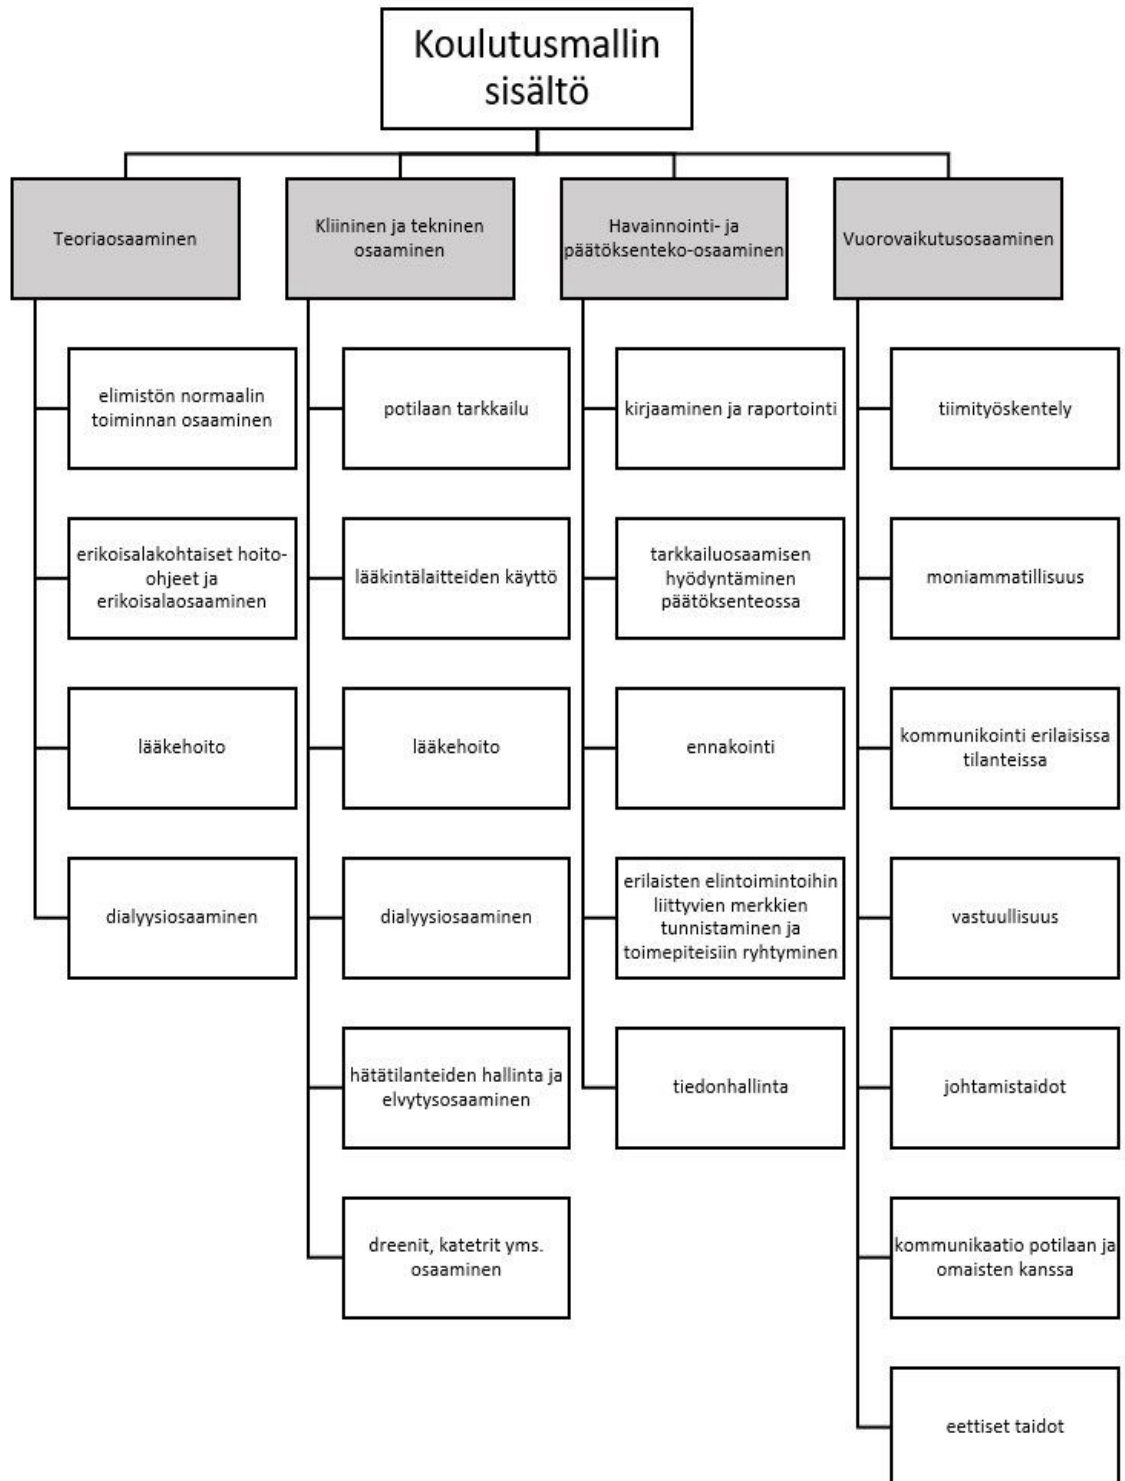 Koulutusmallin
sisältö
Teoriaosaaminen
elimistön normaalin
toiminnan osaaminen
erikoisalakohtaiset hoito-
ohjeet ja
erikoisalaosaaminen
lääkehoito
dialyysiosaaminen
Kliininen ja tekninen
osaaminen
potilaan tarkkailu
lääkintälaitteiden käyttö
lääkehoito
dialyysiosaaminen
hätätilanteiden hallinta ja
elvytysosaaminen
dreenit, katetrit yms.
osaaminen
Havainnointi- ja
päätöksenteko-osaaminen
kirjaaminen ja raportointi
tarkkailuosaamisen
hyödyntäminen
päätöksenteossa
ennakointi
erilaisten elintoimintoihin
liittyvien merkkien
tunnistaminen ja
toimepiteisiin ryhtyminen
tiedonhallinta
Vuorovaikutusosaaminen
tiimityöskentely
moniammatillisuus
kommunikointi erilaisissa
tilanteissa
vastuullisuus
johtamistaidot
kommunikaatio potilaan ja
omaisten kanssa
eettiset taidot